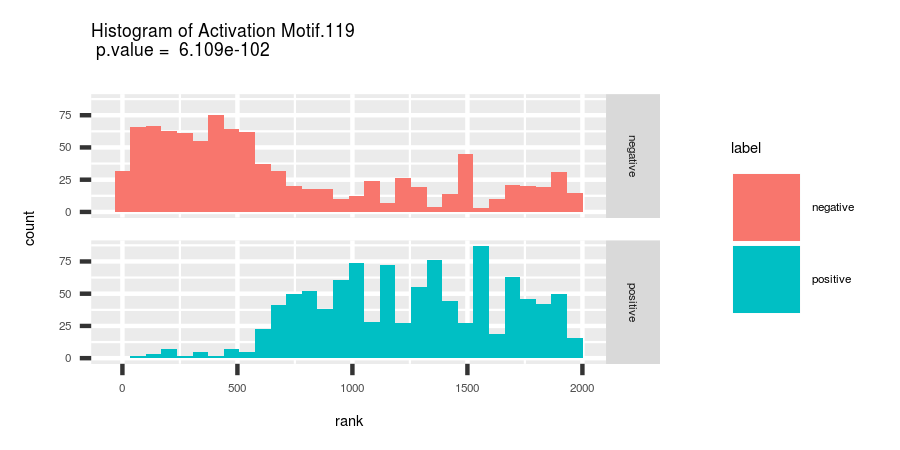 Histogram of Activation Motif.119
p.value = 6.109e-102
count
75
50
25
0
negative
75
50
25
0
positive
0 500 1000 1500 2000
rank
label
negative
positive